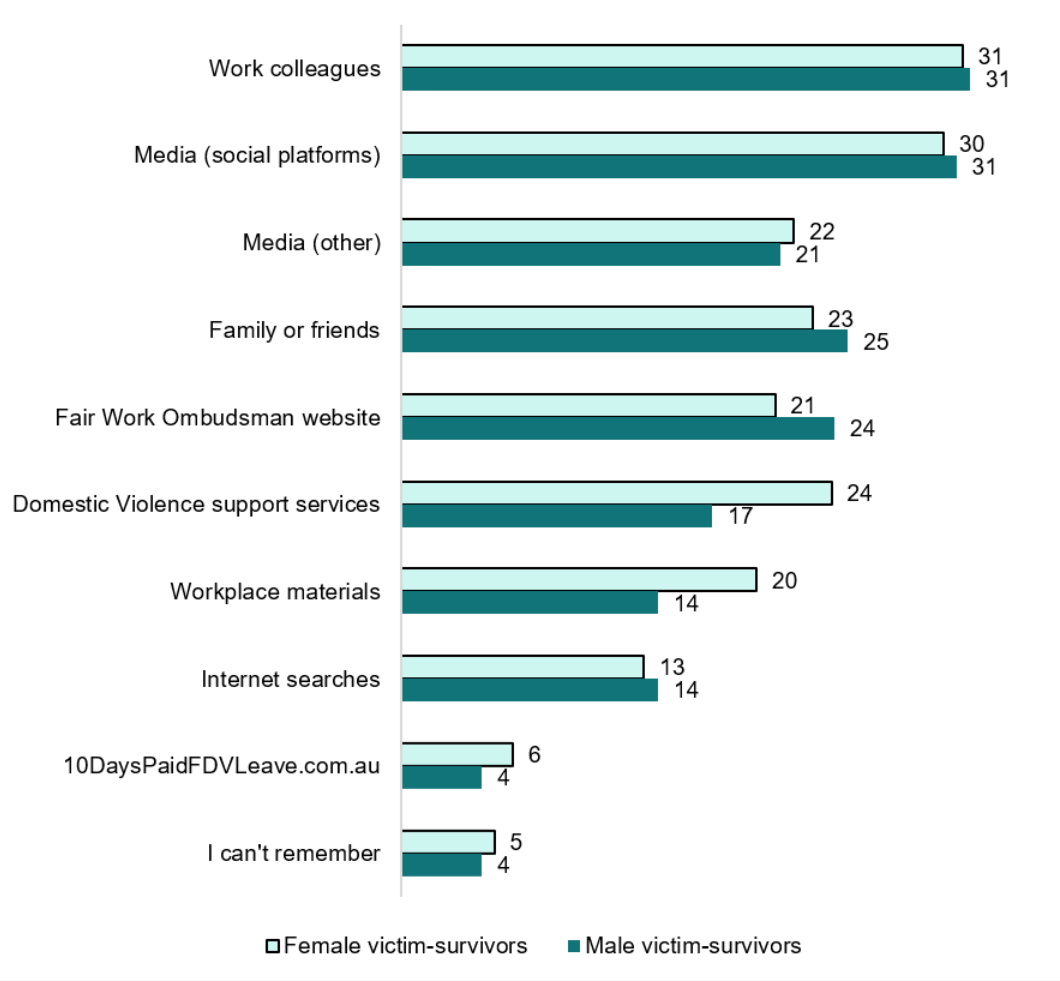 Work colleagues
31
31
Media (social platforms)
30
31
Media (other)
22
21
Family or friends
23
25
Fair Work Ombudsman website
21
24
Domestic Violence support services
24
17
Workplace materials
20
14
Internet searches
13
14
10DaysPaidFDVLeave.com.au
6
4
I can't remember
5
4
Female victim-survivors
Male victim-survivors